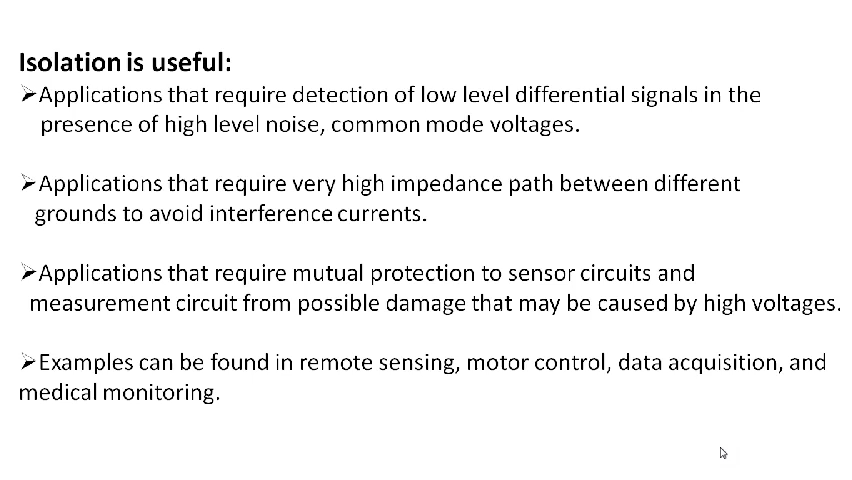 Isolation is useful:
➢Applications that require detection of low level differential signals in the
presence of high level noise, common mode voltages.
➢Applications that require very high impedance path between different
grounds to avoid interference currents.
➢Applications that require mutual protection to sensor circuits and
measurement circuit from possible damage that may be caused by high voltages.
➢Examples can be found in remote sensing, motor control, data acquisition, and
medical monitoring.